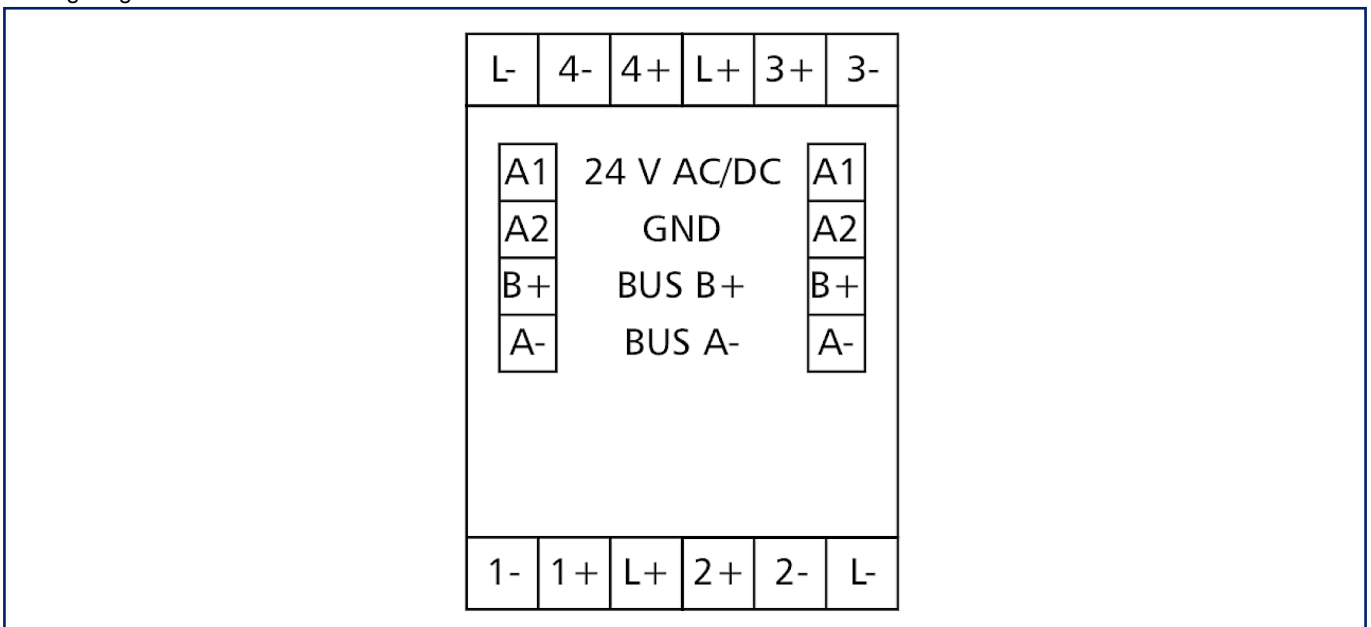 L- 4- 4+ L+ 3+ 3-
A1 24 V AC/DC A1
A2 GND A2
B+ BUS B+ B+
A- BUS A- A-
1- 1+ L+ 2+ 2- L-